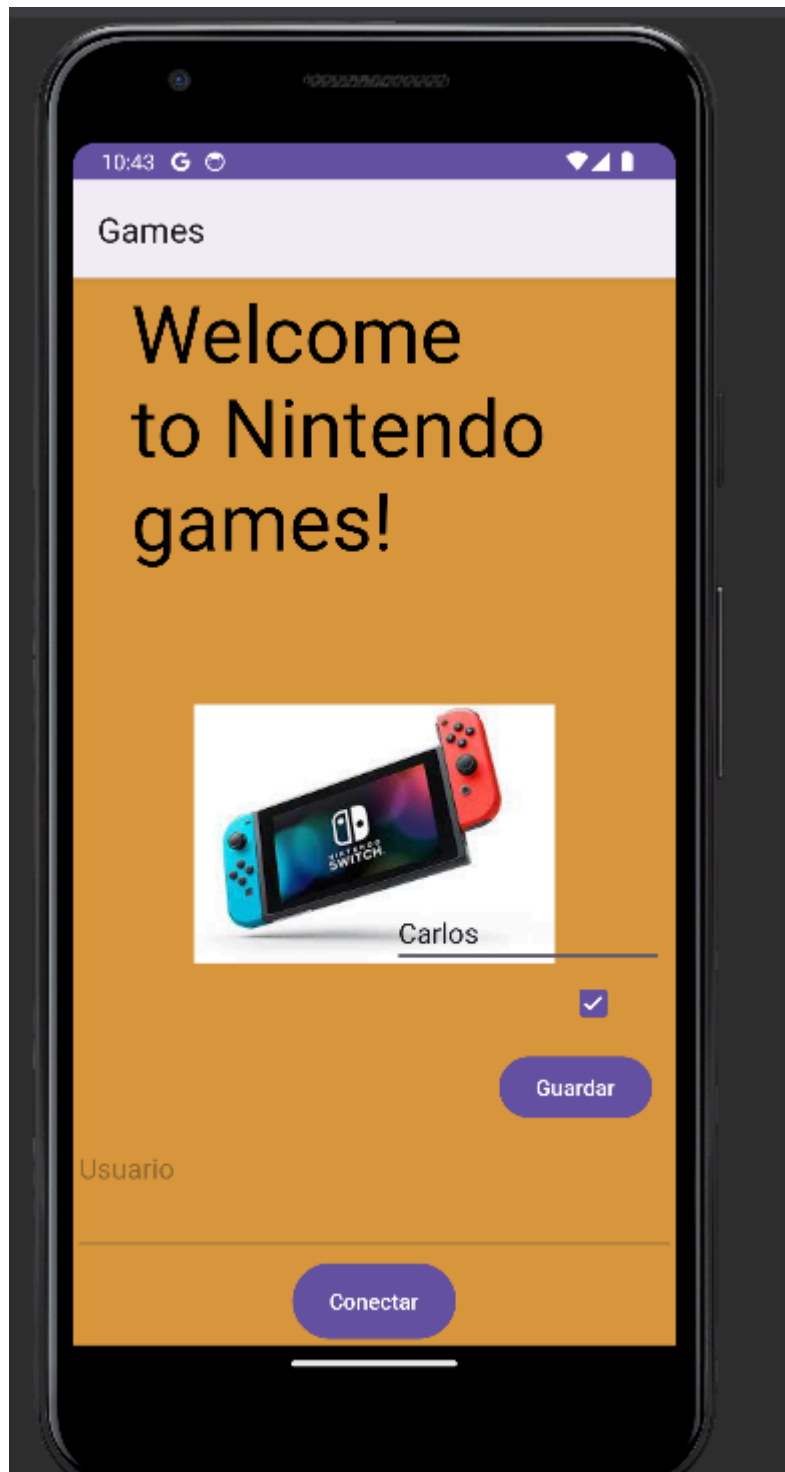 10:43 G
Games
Welcome
to Nintendo
games!
NINTENDO
SWITCH
Carlos
Guardar
Usuario
Conectar